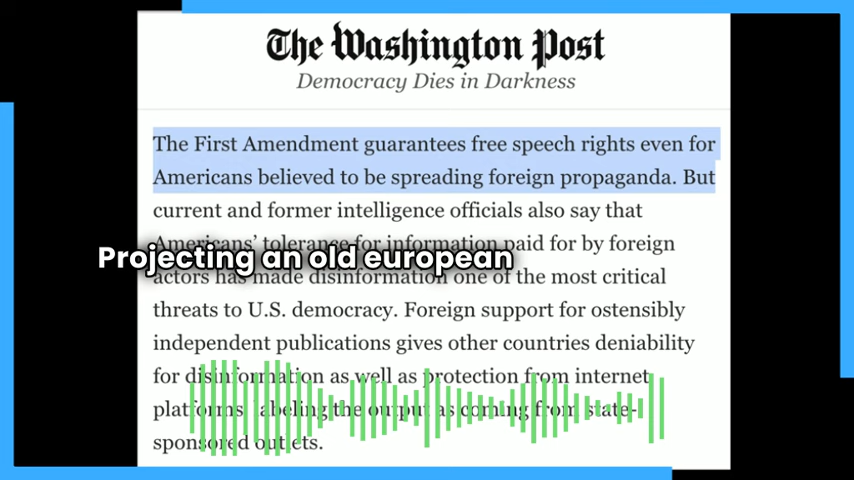 The Washington Post
Democracy Dies in Darkness
The First Amendment guarantees free speech rights even for
Americans believed to be spreading foreign propaganda. But
current and former intelligence officials also say that
Americans' tolerance for information paid for by foreign
Projecting an old european
actors has made disinformation one of the most critical
threats to U.S. democracy. Foreign support for ostensibly
independent publications gives other countries deniability
for disinformation as well as protection from internet
platforms labeling the output as coming from state-
sponsored outlets.